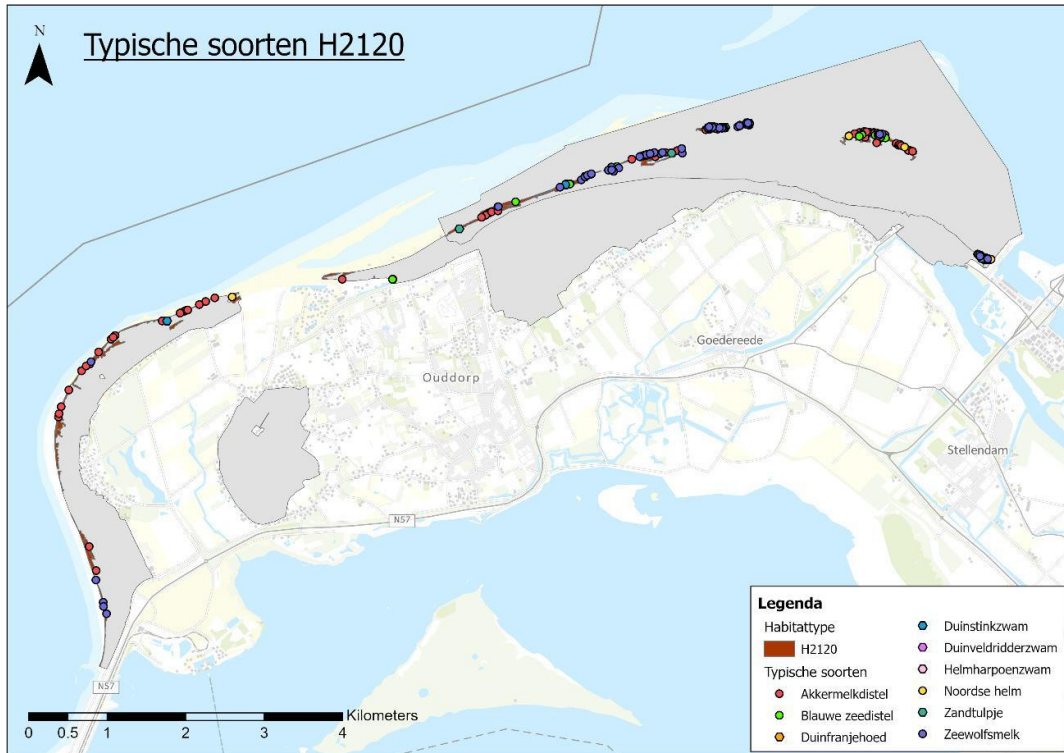 N
Typische soorten H2120
Goedereede
Ouddorp
Stellendam
N57
N57
Kilometers
0 0.5 1 2 3 4
Legenda
Habitattype
H2120
Typische soorten
Akkermelkdistel
Blauwe zeedistel
Duinfranjehoed
Duinstinkzwam
Duinveldridderzwam
Helmharpoenzwam
Noordse helm
Zandtulpje
Zeewolfsmelk